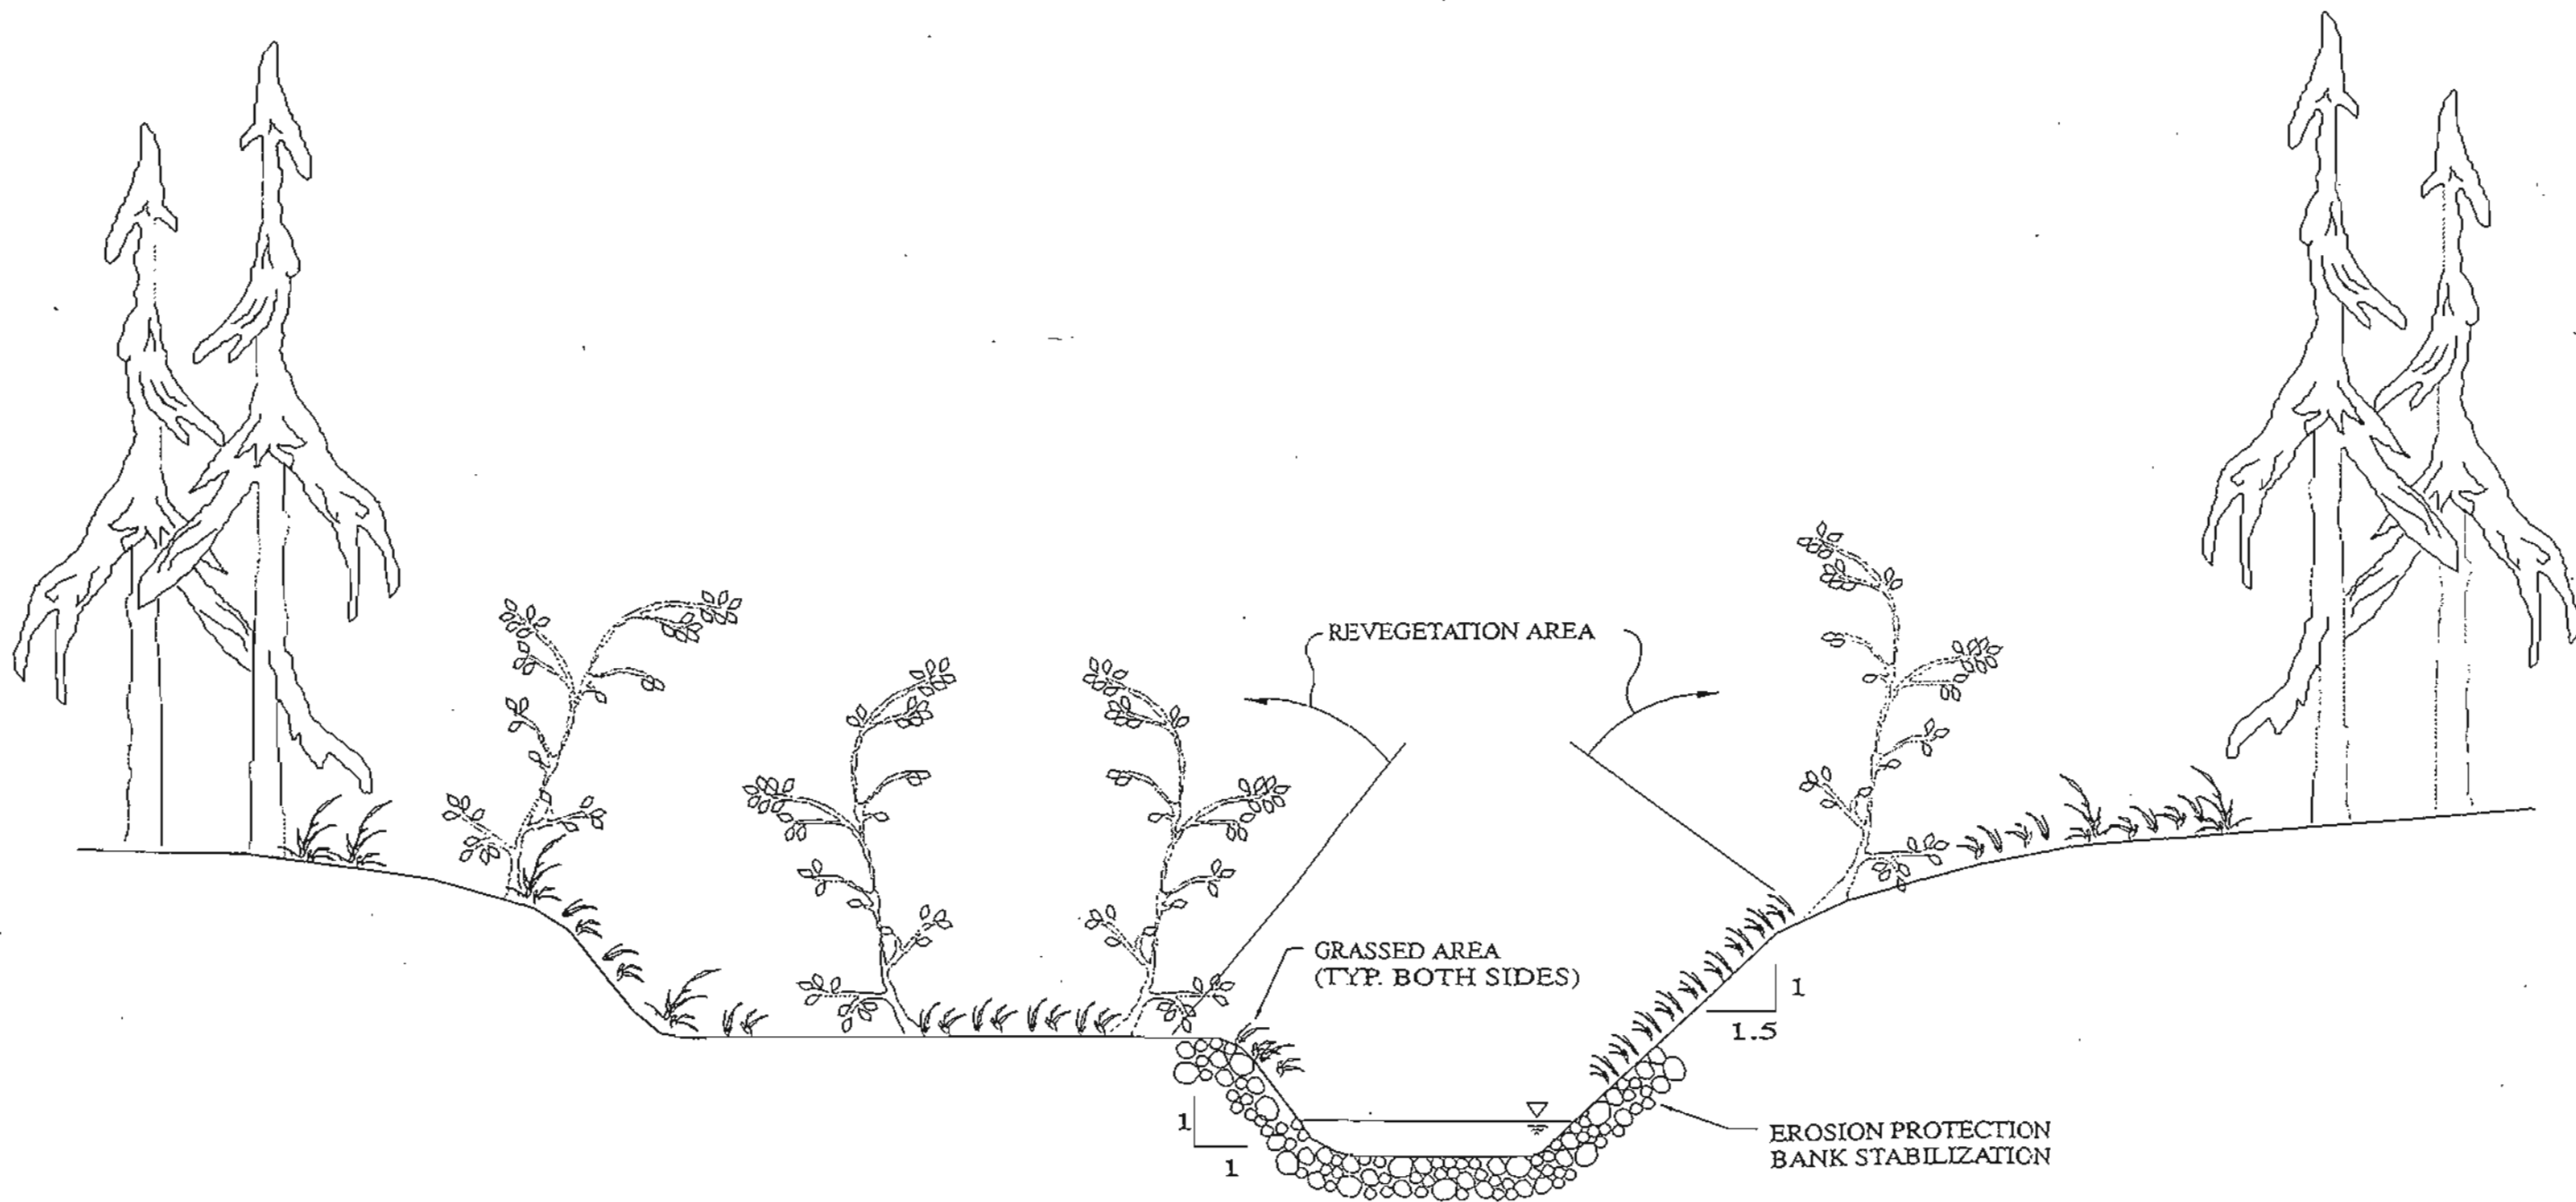 REVEGETATION AREA
GRASSED AREA
(TYP. BOTH SIDES)
1
1.5
1
1
EROSION PROTECTION
BANK STABILIZATION